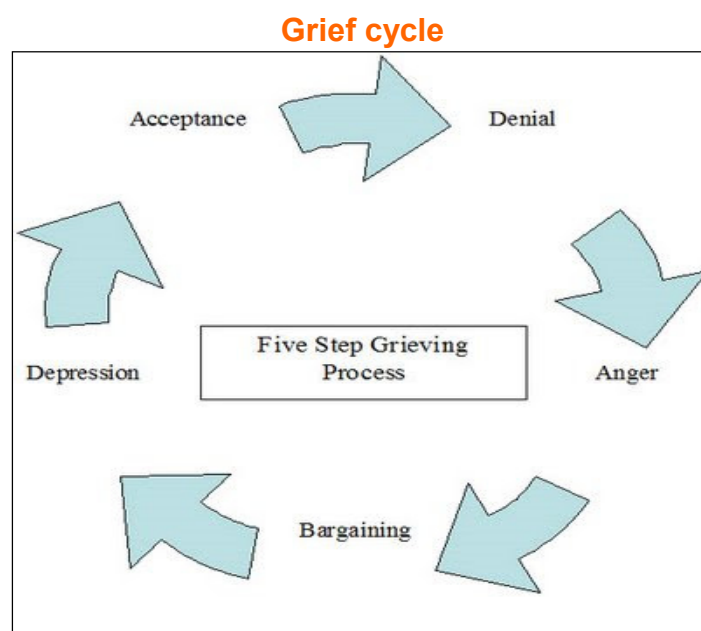 Grief cycle
Acceptance
Denial
Five Step Grieving
Process
Depression
Anger
Bargaining